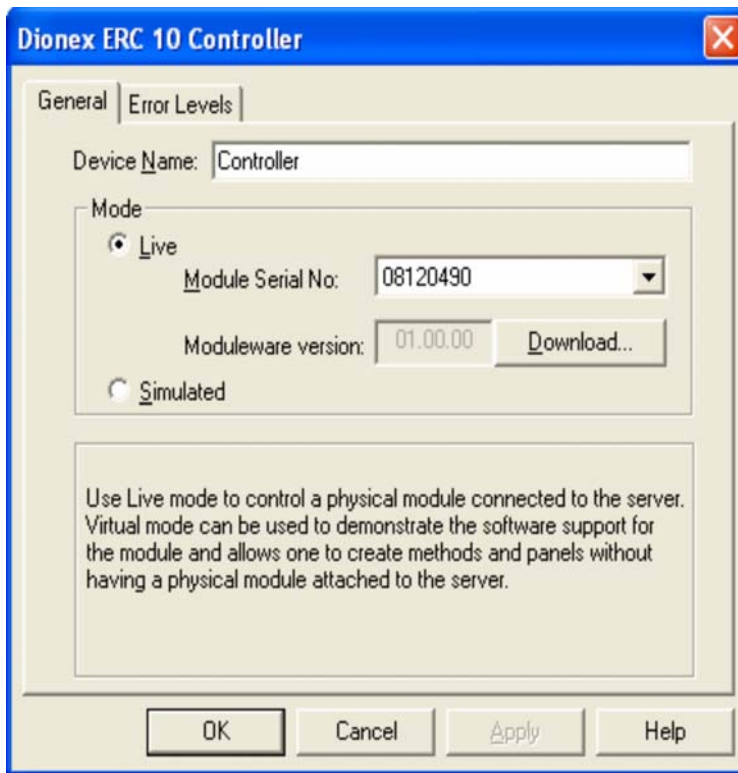 Dionex ERC 10 Controller
General Error Levels
Device Name: Controller
Mode
Live
Module Serial No: 08120490
Moduleware version: 01.00.00 Download...
Simulated
Use Live mode to control a physical module connected to the server.
Virtual mode can be used to demonstrate the software support for
the module and allows one to create methods and panels without
having a physical module attached to the server.
OK Cancel Apply Help